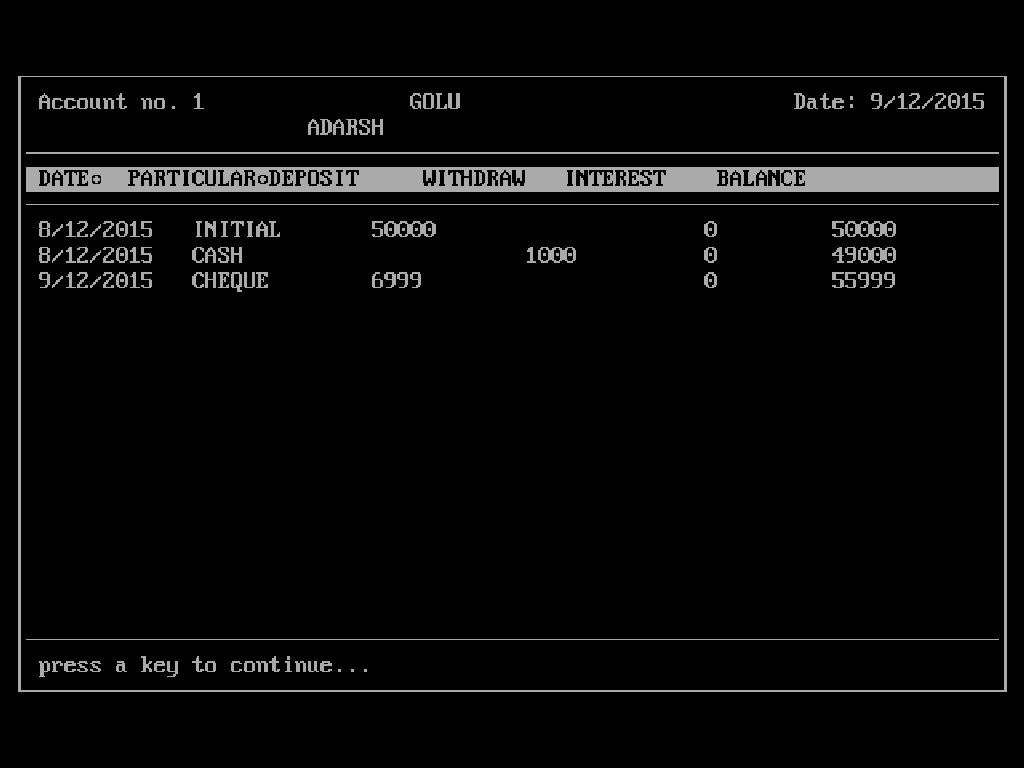 Account no. 1 GOLU Date: 9/12/2015
ADARSH
DATE¤ PARTICULAR¤DEPOSIT WITHDRAW INTEREST BALANCE
8/12/2015 INITIAL 50000 0 50000
8/12/2015 CASH 1000 0 49000
9/12/2015 CHEQUE 6999 0 55999
press a key to continue...